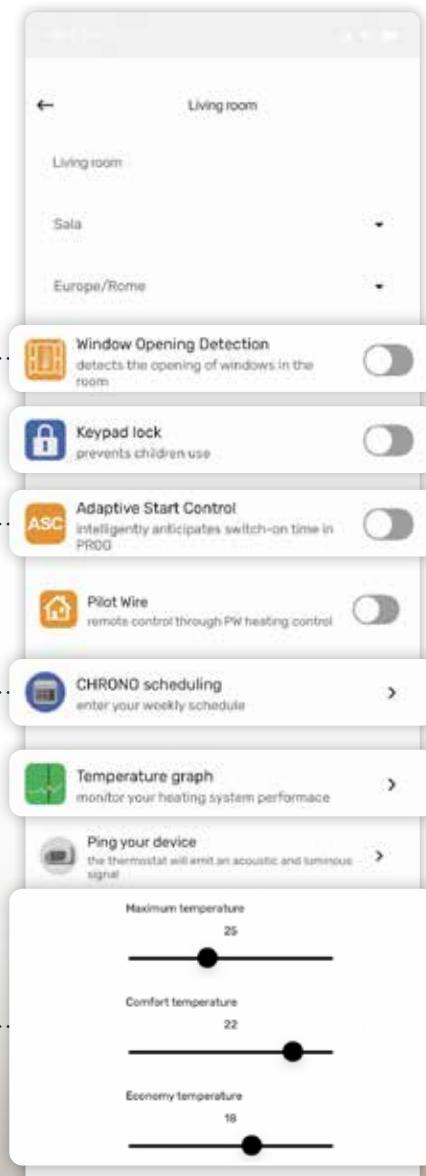 Living room
Living room
Sala
Europe/Rome
Window Opening Detection
detects the opening of windows in the
room
Keypad lock
prevents children use
ASC
Adaptive Start Control
intelligently anticipates switch-on time in
PROG
Pilot Wire
remote control through PW heating control
CHRONO scheduling
enter your weekly schedule
Temperature graph
monitor your heating system performace
Ping your device
the thermostat will emit an acoustic and luminous
signal
Maximum temperature
25
Comfort temperature
22
Economy temperature
18